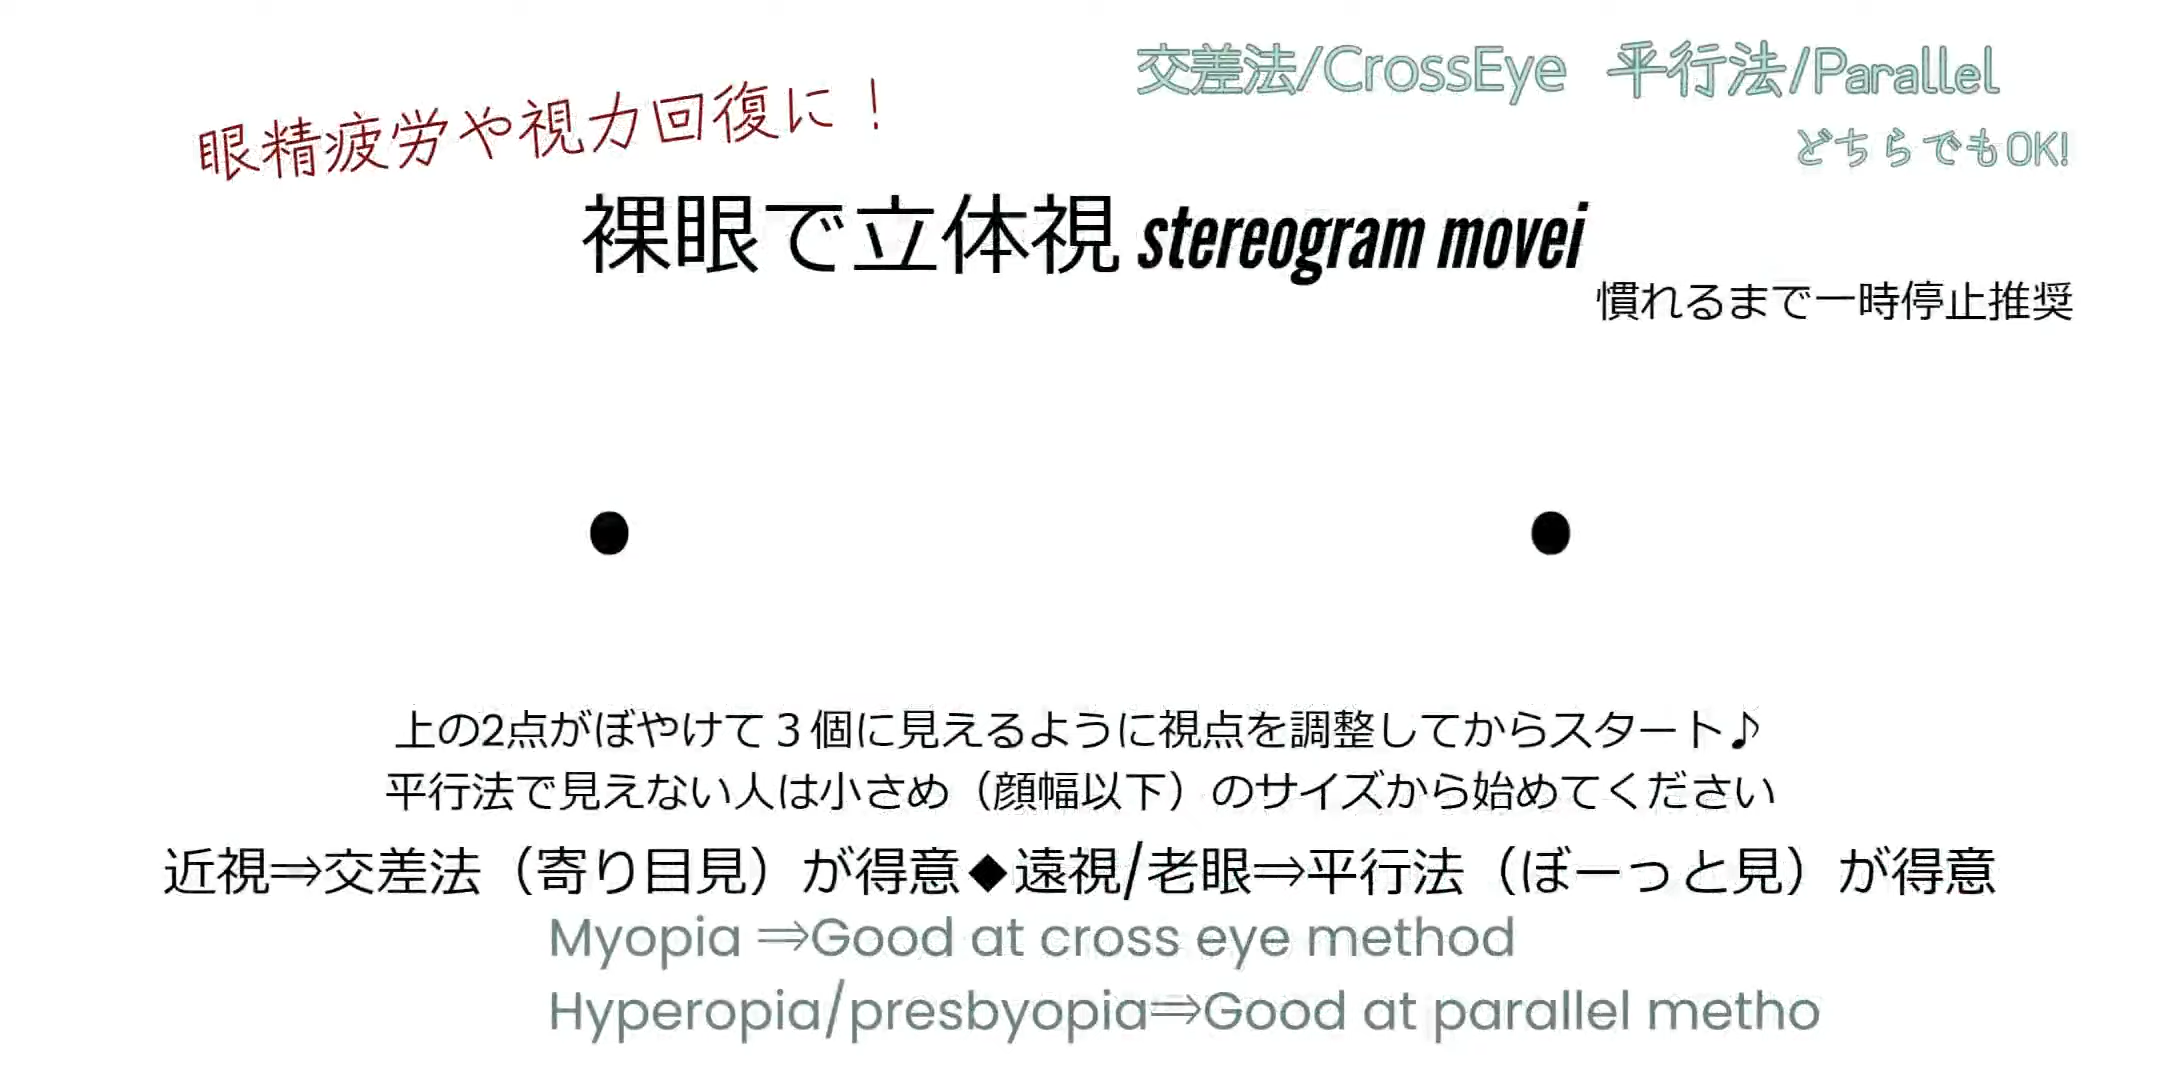 交差法/CrossEye 平行法/Parallel
どちらでもOK!
眼精疲労や視力回復に！
裸眼で立体視 stereogram movei
慣れるまで一時停止推奨
上の2点がぼやけて３個に見えるように視点を調整してからスタート♪
平行法で見えない人は小さめ（顔幅以下）のサイズから始めてください
近視⇒交差法（寄り目見）が得意◆遠視/老眼⇒平行法（ぼーっと見）が得意
Myopia ⇒Good at cross eye method
Hyperopia/presbyopia⇒Good at parallel metho